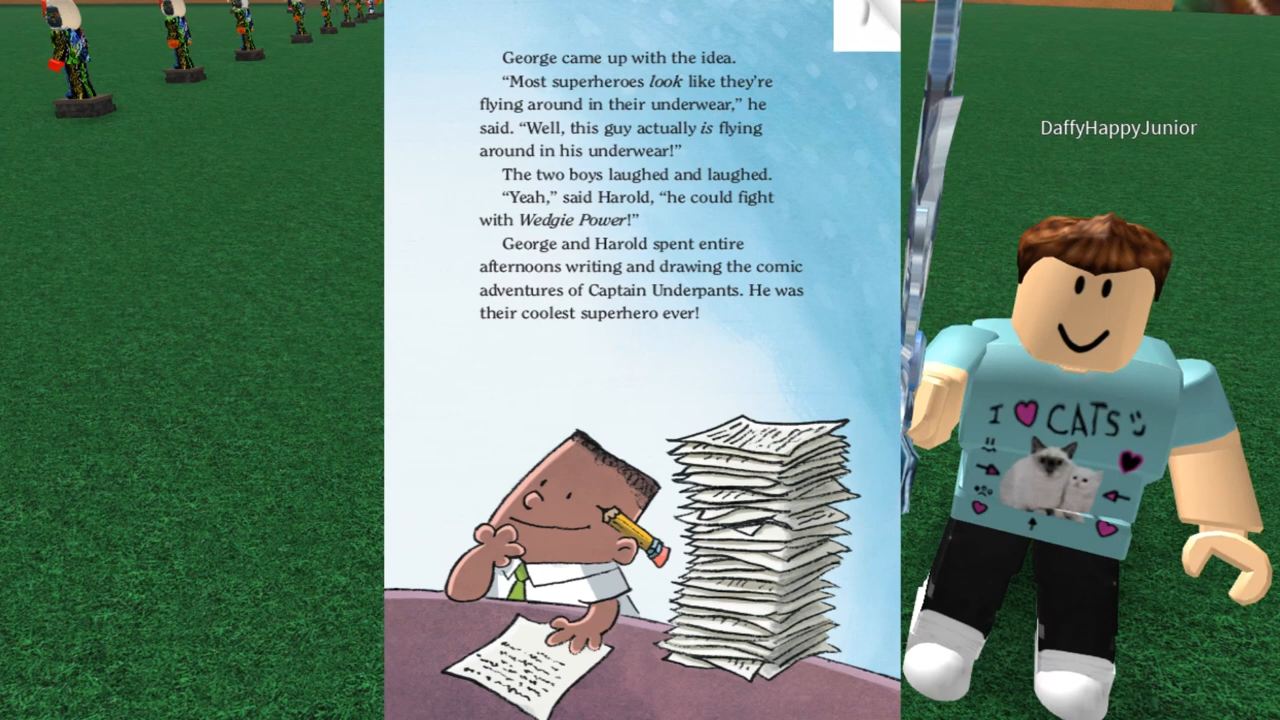 George came up with the idea.
“Most superheroes look like they’re
flying around in their underwear,” he
said. “Well, this guy actually is flying
around in his underwear!”
The two boys laughed and laughed.
“Yeah,” said Harold, “he could fight
with Wedgie Power!”
George and Harold spent entire
afternoons writing and drawing the comic
adventures of Captain Underpants. He was
their coolest superhero ever!
DaffyHappyJunior
I CATS